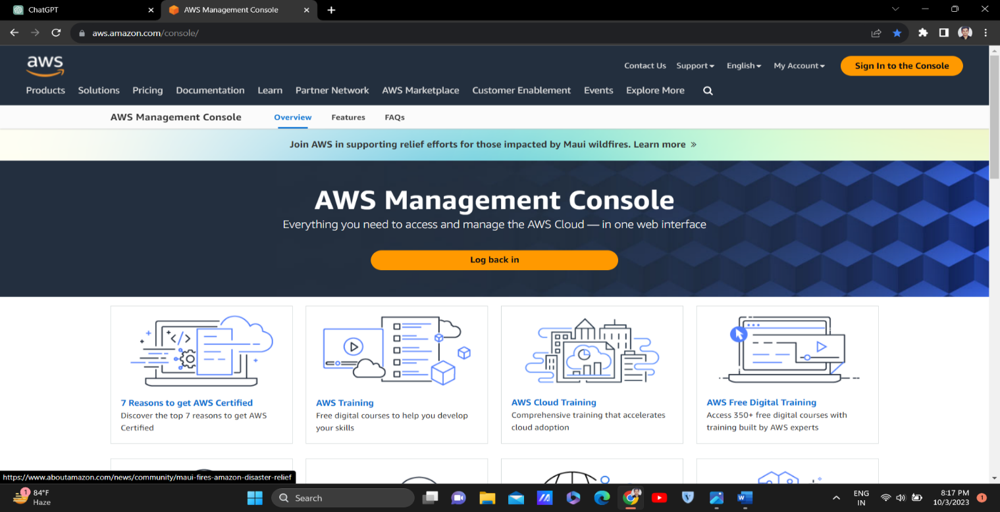 ChatGPT
AWS Management Console
aws.amazon.com/console/
aws
Contact Us Support English My Account Sign In to the Console
Products Solutions Pricing Documentation Learn Partner Network AWS Marketplace Customer Enablement Events Explore More
AWS Management Console Overview Features FAQs
Join AWS in supporting relief efforts for those impacted by Maui wildfires. Learn more »
AWS Management Console
Everything you need to access and manage the AWS Cloud — in one web interface
Log back in
7 Reasons to get AWS Certified
Discover the top 7 reasons to get AWS
Certified
AWS Training
Free digital courses to help you develop
your skills
AWS Cloud Training
Comprehensive training that accelerates
cloud adoption
AWS Free Digital Training
Access 350+ free digital courses with
training built by AWS experts
https://www.aboutamazon.com/news/community/maui-fires-amazon-disaster-relief
1
84°F
Haze
Search
ENG
IN
8:17 PM
10/3/2023
1